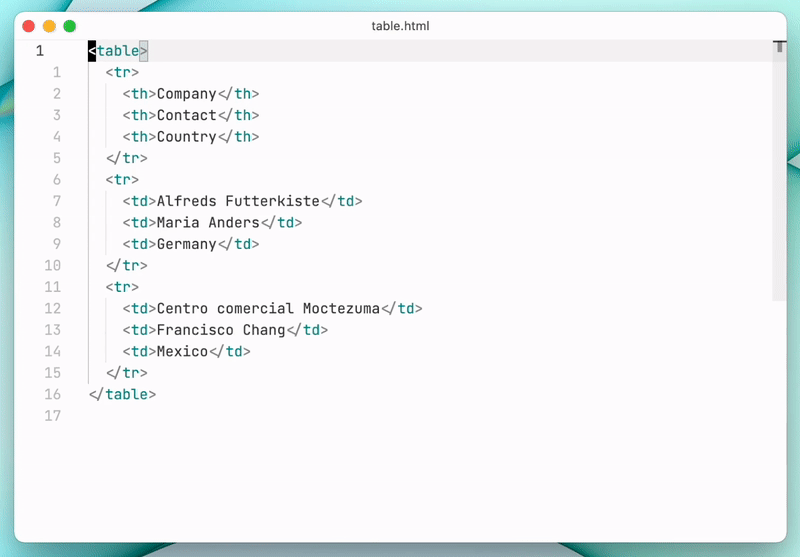 table.html
1 <table>
1 <tr>
2 <th>Company</th>
3 <th>Contact</th>
4 <th>Country</th>
5 </tr>
6 <tr>
7 <td>Alfreds Futterkiste</td>
8 <td>Maria Anders</td>
9 <td>Germany</td>
10 </tr>
11 <tr>
12 <td>Centro comercial Moctezuma</td>
13 <td>Francisco Chang</td>
14 <td>Mexico</td>
15 </tr>
16 </table>
17